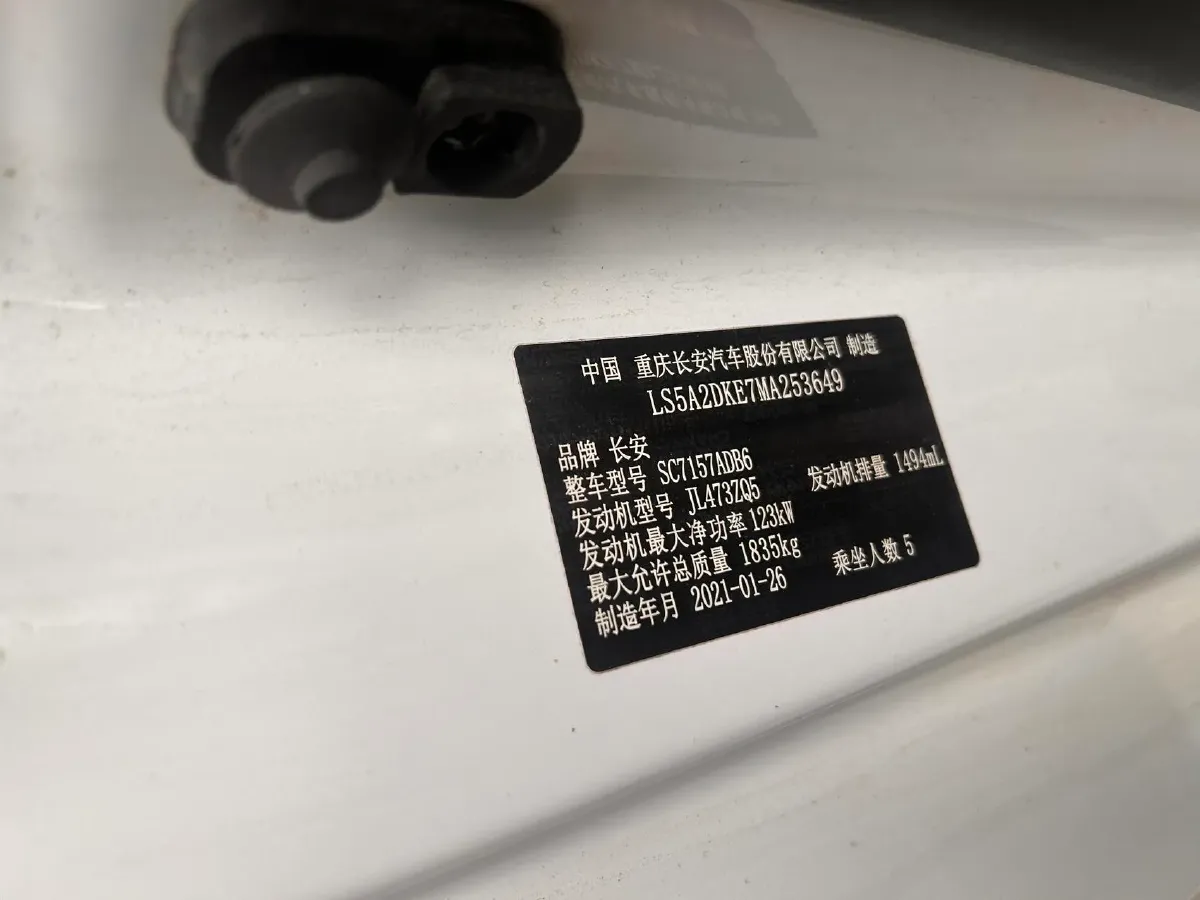 中国 重庆长安汽车股份有限公司 制造
LS5A2DKE7MA253649
品牌 长安
整车型号 SC7157ADB6
发动机型号 JL473ZQ5 发动机排量 1494mL
发动机最大净功率 123kW
最大允许总质量 1835kg 乘坐人数 5
制造年月 2021-01-26